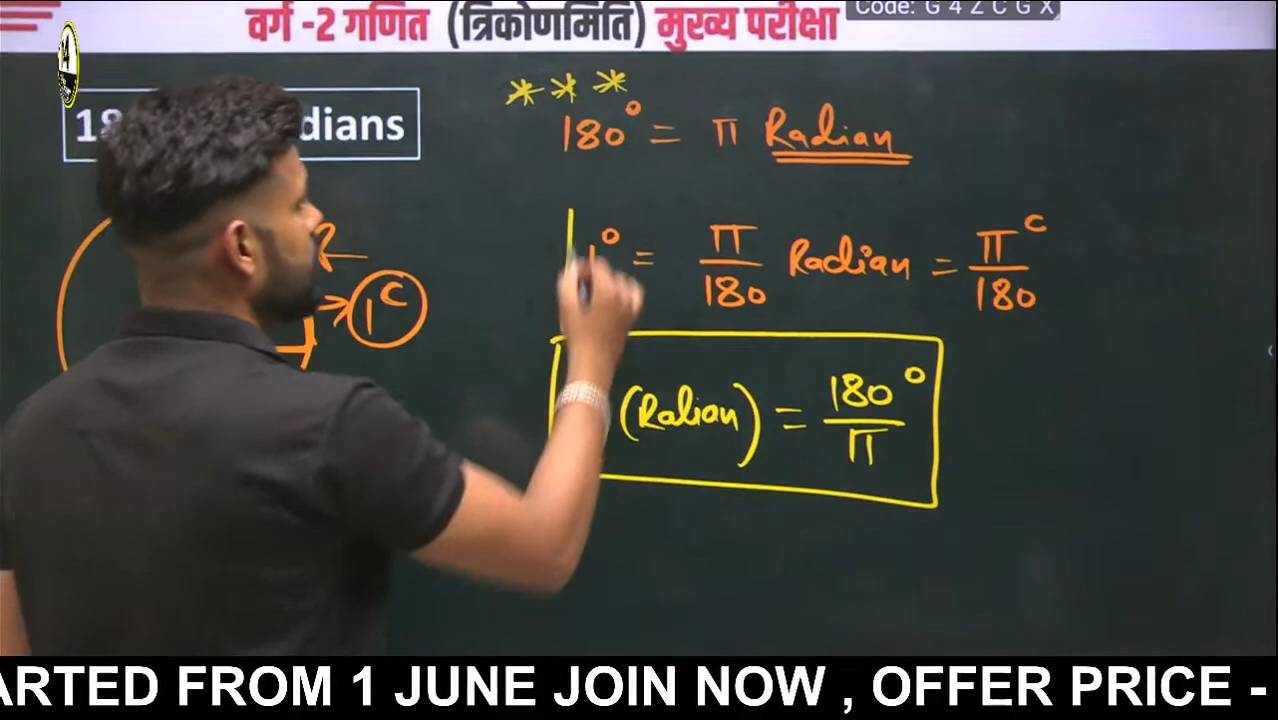 वर्ग -2 गणित (त्रिकोणमिति) मुख्य परीक्षा
Code: G 4 Z C G X
dians
180° = π Radian
1° = π/180 Radian = π^c/180
1^c
(Radian) = 180°/π
ARTED FROM 1 JUNE JOIN NOW , OFFER PRICE -